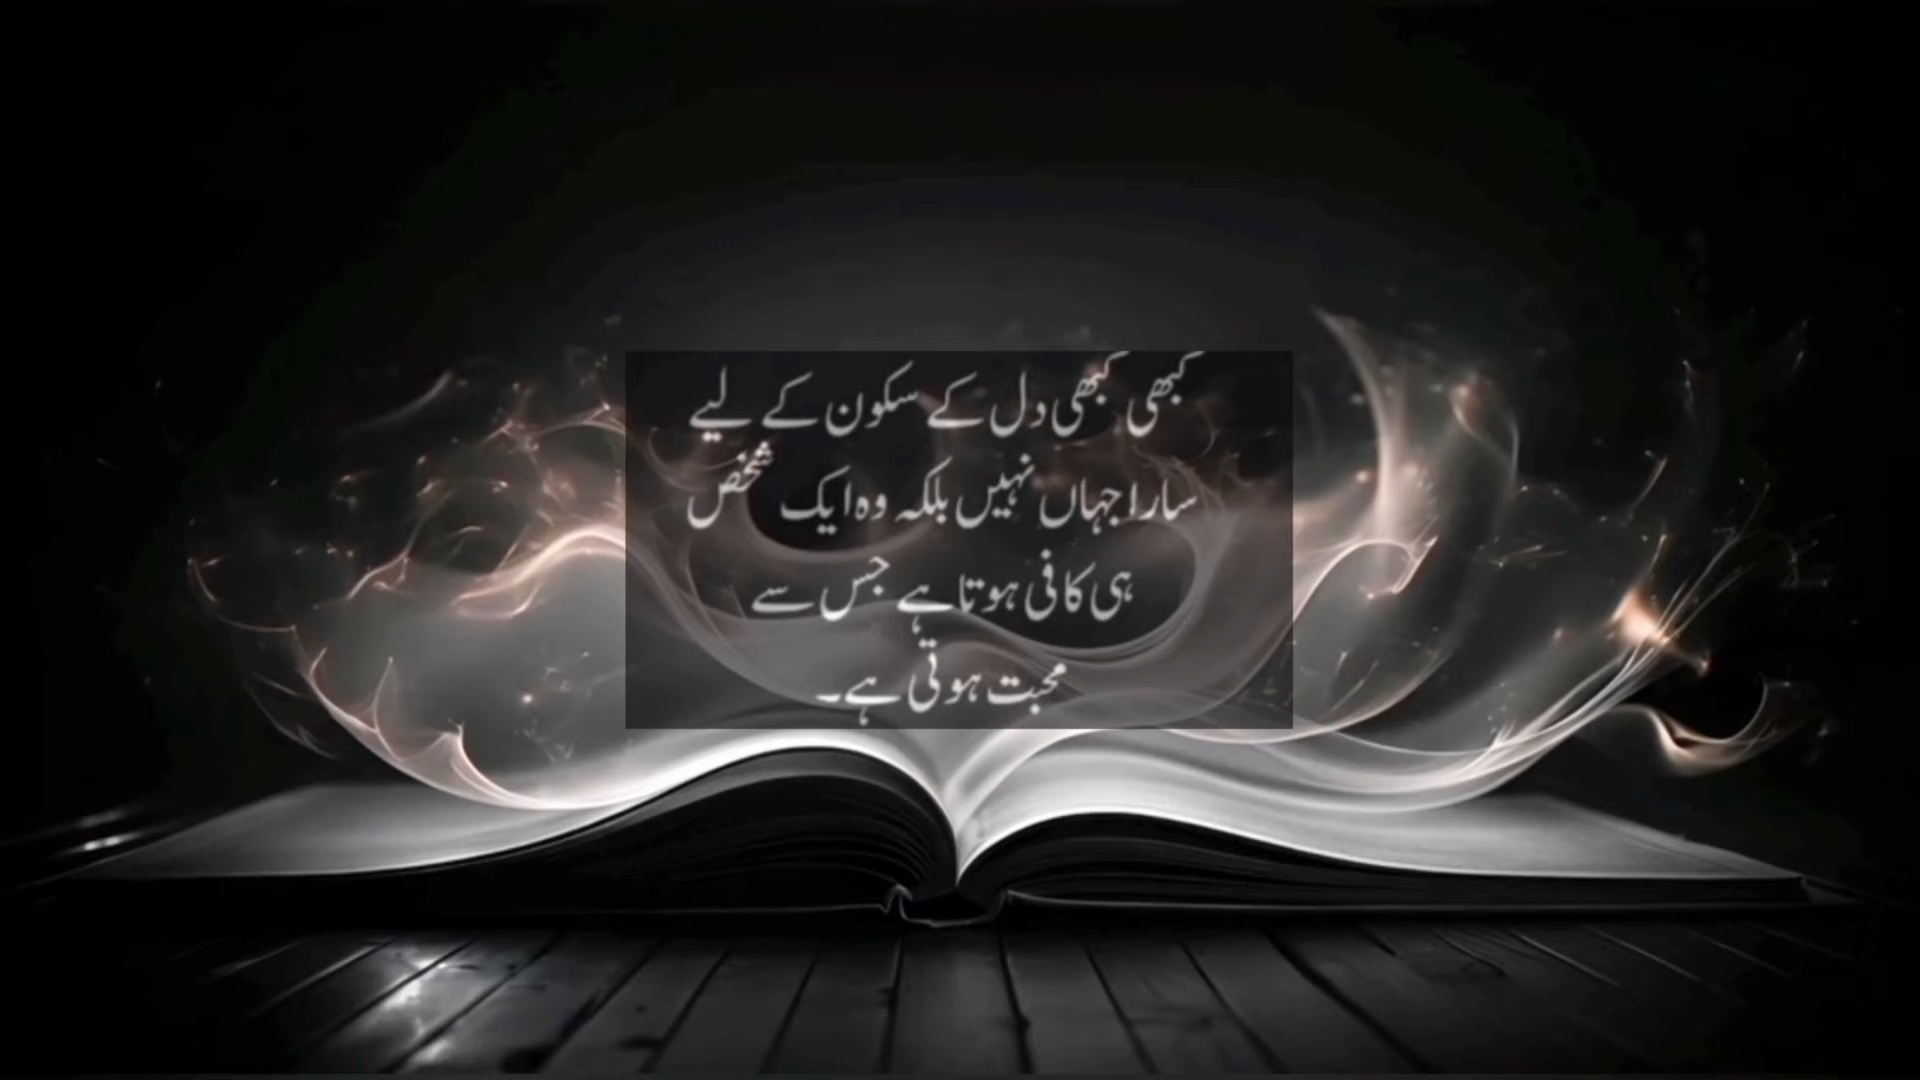 کبھی کبھی دل کے سکون کے لیے
سارا جہاں نہیں بلکہ وہ ایک شخص
ہی کافی ہوتا ہے جس سے
محبت ہوتی ہے۔